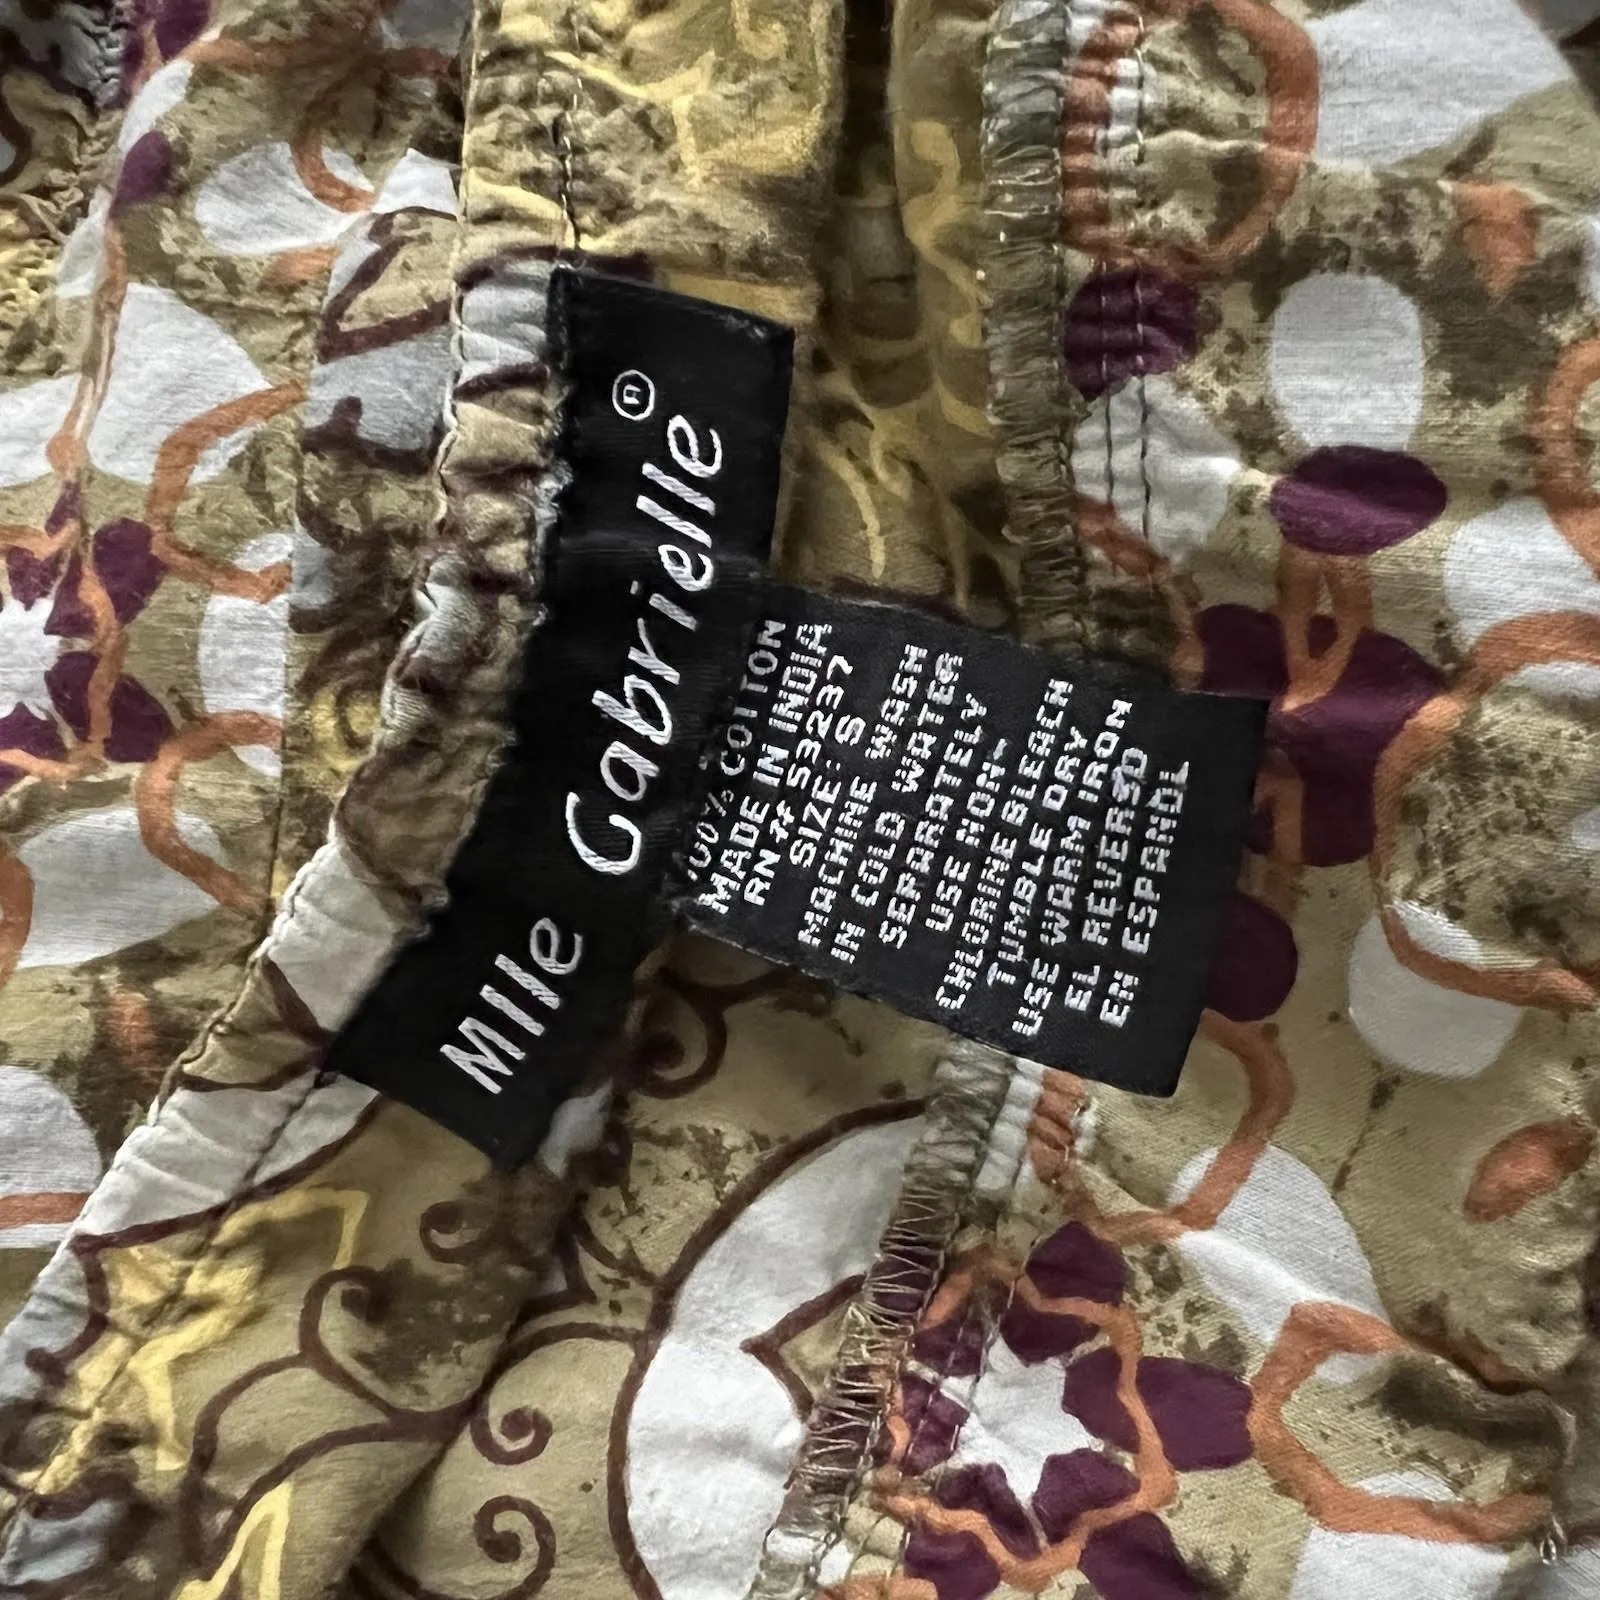 Mlle Gabrielle®
100% COTTON
MADE IN INDIA
RN # 53237
SIZE: S
MACHINE WASH
IN COLD WATER
SEPARATELY
USE NON-
CHLORINE BLEACH
TUMBLE DRY
USE WARM IRON
EL REVERSO
EN ESPANOL